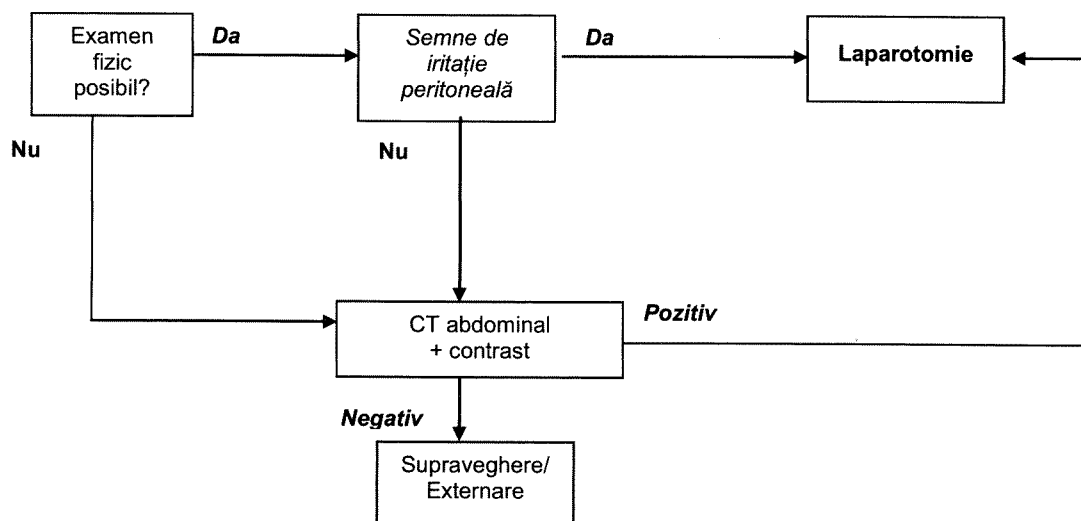 Examen
fizic
posibil?
Da
Semne de
iritație
peritoneală
Da
Laparotomie
Nu
Nu
CT abdominal
+ contrast
Pozitiv
Negativ
Supraveghere/
Externare